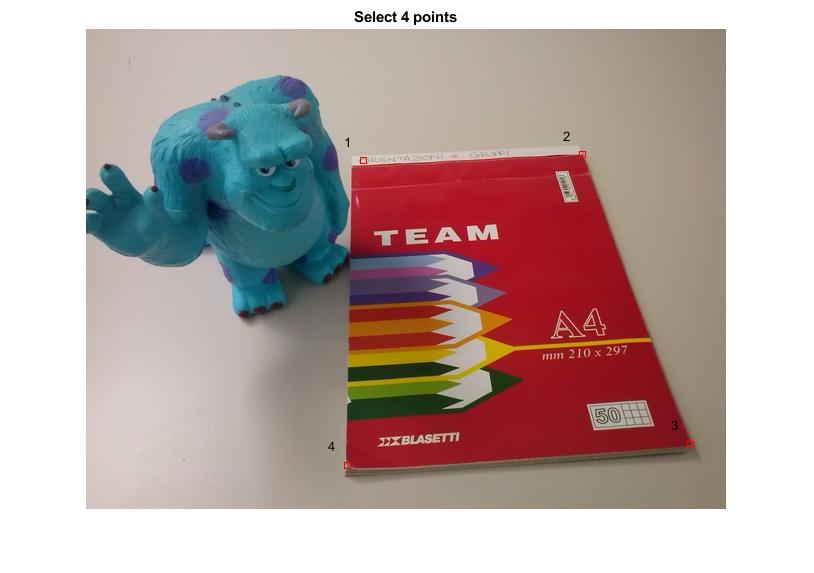 Select 4 points
1
2
ORIENTAZIONI e GRUPPI
TEAM
A4
mm 210 x 297
50
BLASETTI
3
4